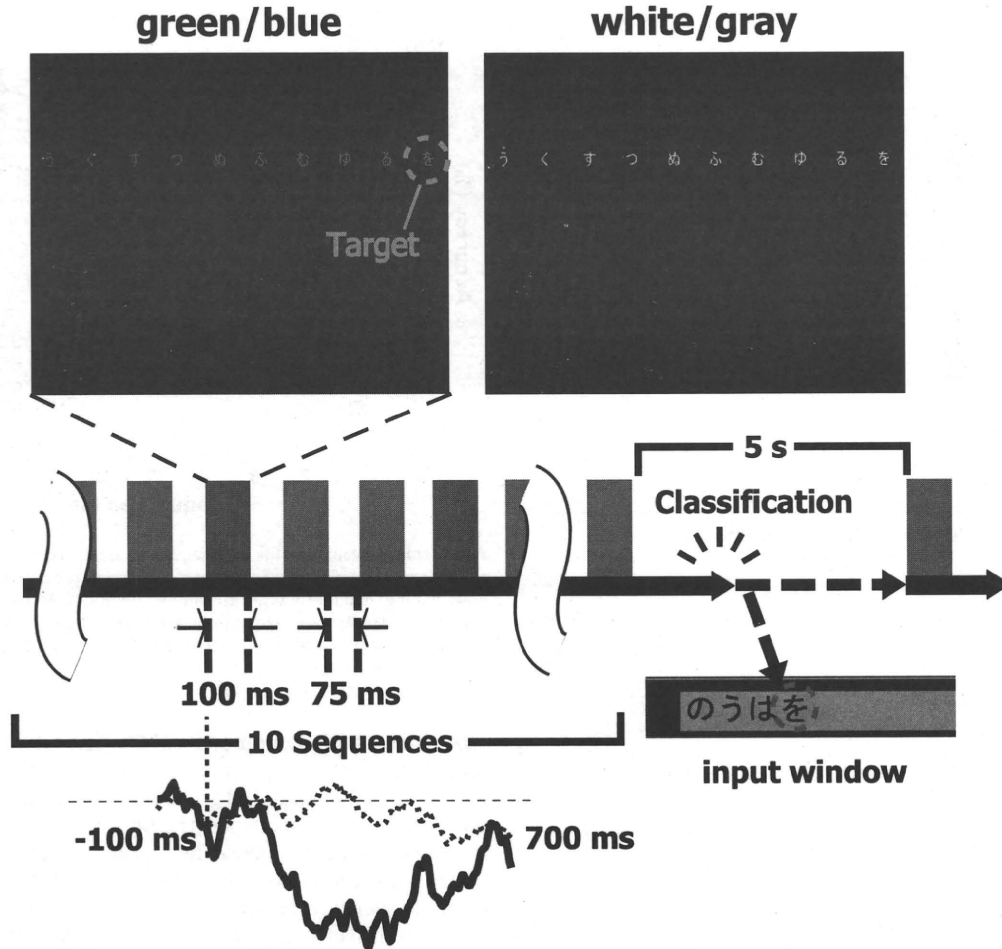 green/blue
white/gray
う く す つ ぬ ふ む ゆ る を
Target
う く す つ ぬ ふ む ゆ る を
5 s
Classification
100 ms
75 ms
10 Sequences
のうはを
input window
-100 ms
700 ms